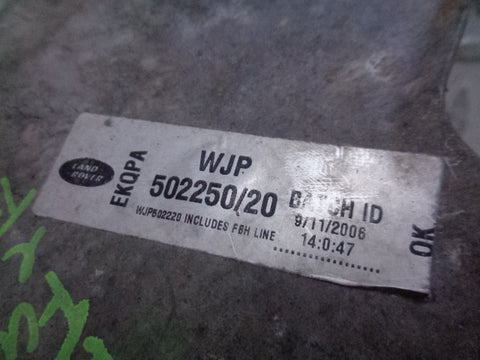 LAND
ROVER
EKQPA
WJP
502250/20
WJP502220 INCLUDES FBH LINE
BATCH ID
9/11/2006
14:0:47
OK